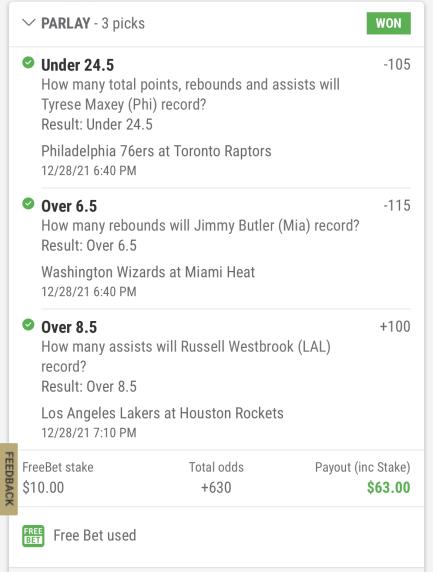 PARLAY - 3 picks WON
Under 24.5 -105
How many total points, rebounds and assists will
Tyrese Maxey (Phi) record?
Result: Under 24.5
Philadelphia 76ers at Toronto Raptors
12/28/21 6:40 PM
Over 6.5 -115
How many rebounds will Jimmy Butler (Mia) record?
Result: Over 6.5
Washington Wizards at Miami Heat
12/28/21 6:40 PM
Over 8.5 +100
How many assists will Russell Westbrook (LAL)
record?
Result: Over 8.5
Los Angeles Lakers at Houston Rockets
12/28/21 7:10 PM
FEEDBACK
FreeBet stake Total odds Payout (inc Stake)
$10.00 +630 $63.00
FREE
BET
Free Bet used